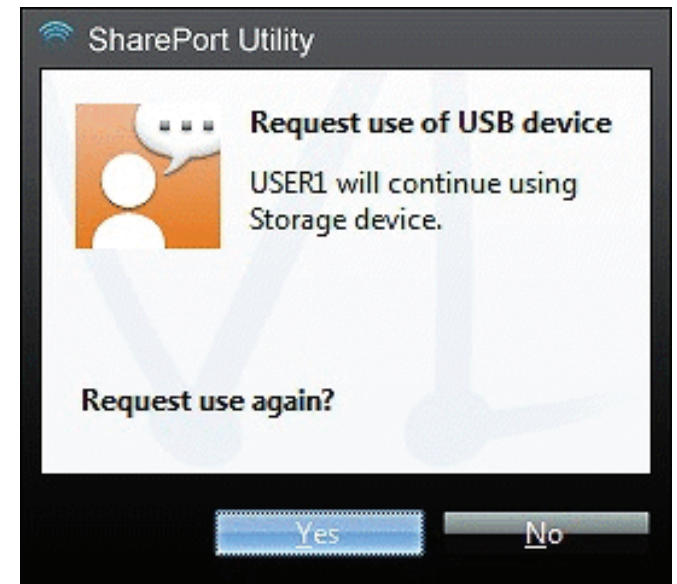 SharePort Utility
Request use of USB device
USER1 will continue using
Storage device.
Request use again?
Yes
No